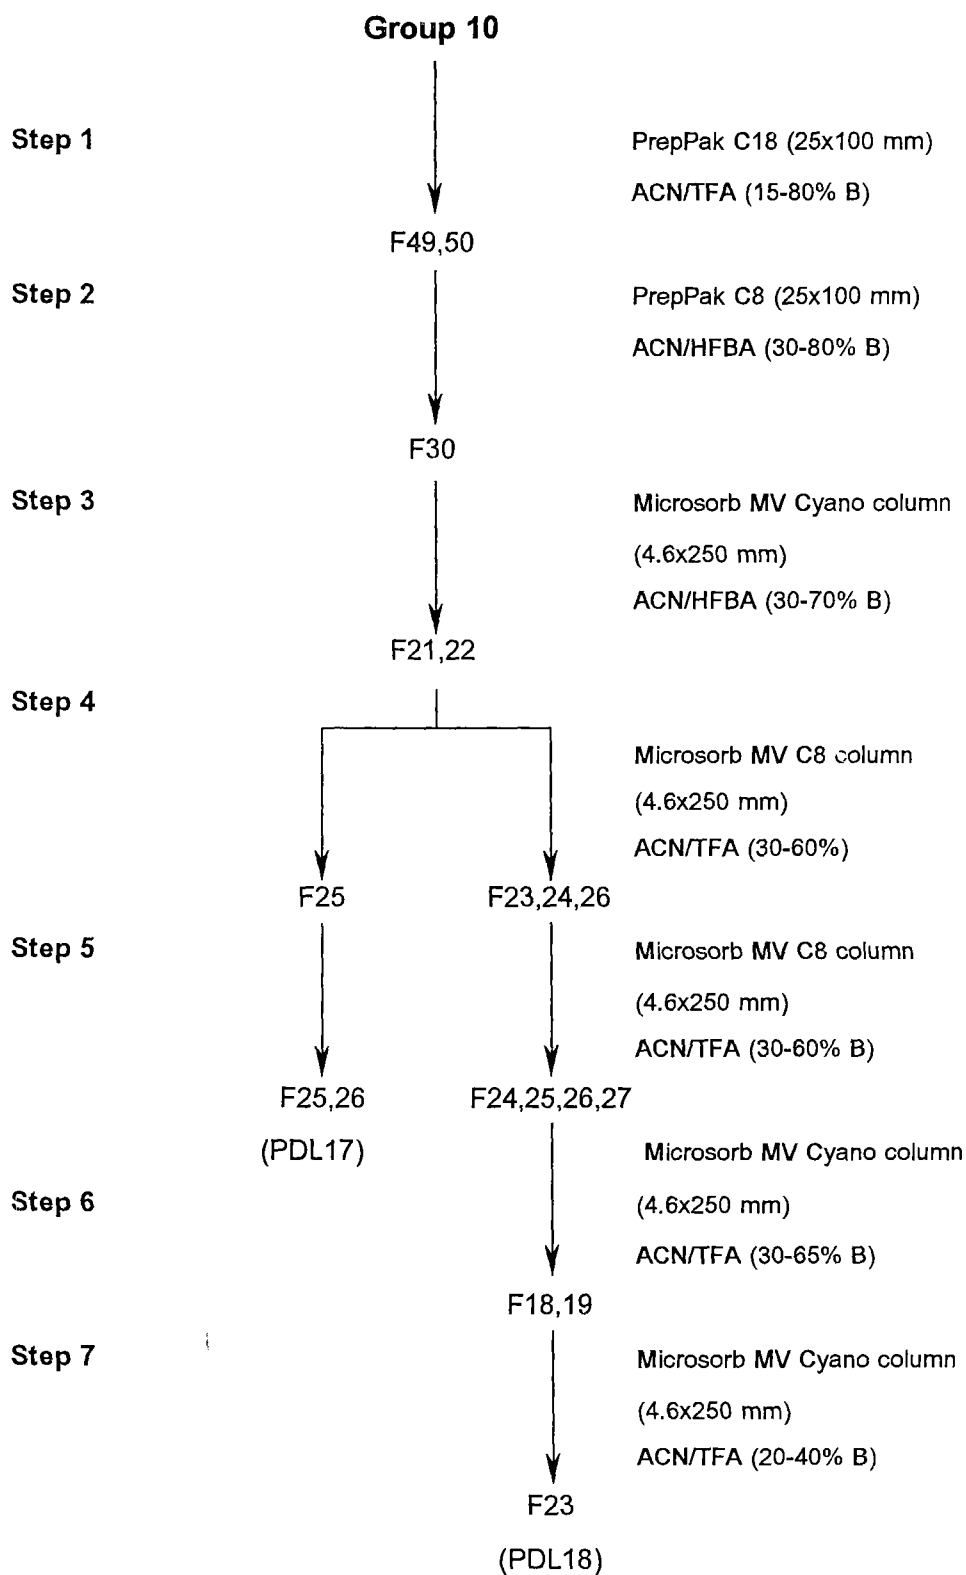 Group 10
Step 1
PrepPak C18 (25x100 mm)
ACN/TFA (15-80% B)
F49,50
Step 2
PrepPak C8 (25x100 mm)
ACN/HFBA (30-80% B)
F30
Step 3
Microsorb MV Cyano column
(4.6x250 mm)
ACN/HFBA (30-70% B)
F21,22
Step 4
Microsorb MV C8 column
(4.6x250 mm)
ACN/TFA (30-60%)
F25
F23,24,26
Step 5
Microsorb MV C8 column
(4.6x250 mm)
ACN/TFA (30-60% B)
F25,26
F24,25,26,27
(PDL17)
Microsorb MV Cyano column
Step 6
(4.6x250 mm)
ACN/TFA (30-65% B)
F18,19
Step 7
Microsorb MV Cyano column
(4.6x250 mm)
ACN/TFA (20-40% B)
F23
(PDL18)